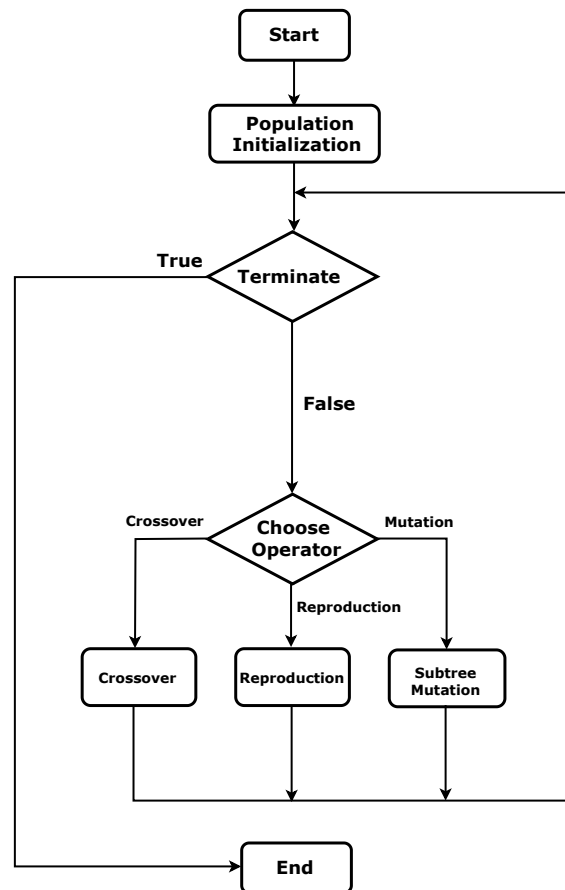 Start
Population
Initialization
True
Terminate
False
Crossover
Choose
Operator
Mutation
Reproduction
Crossover
Reproduction
Subtree
Mutation
End